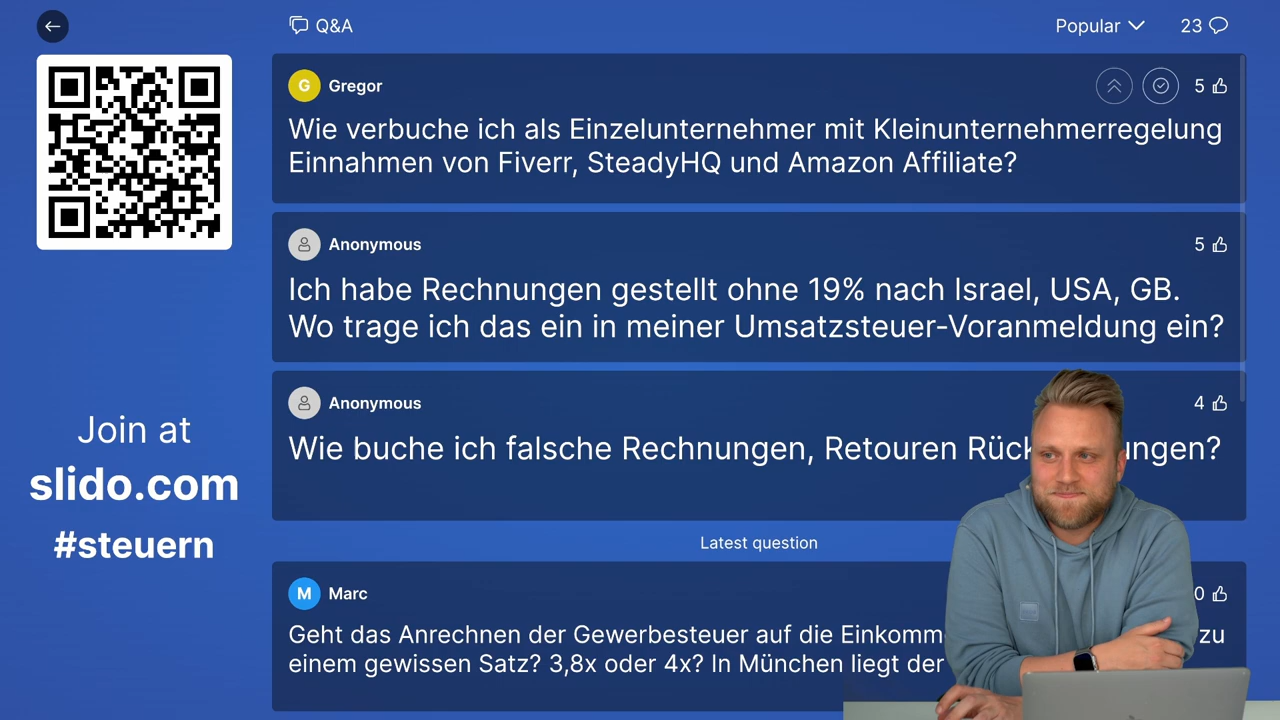 Q&A
Popular
23
G
Gregor
5
Wie verbuche ich als Einzelunternehmer mit Kleinunternehmerregelung
Einnahmen von Fiverr, SteadyHQ und Amazon Affiliate?
Anonymous
5
Ich habe Rechnungen gestellt ohne 19% nach Israel, USA, GB.
Wo trage ich das ein in meiner Umsatzsteuer-Voranmeldung ein?
Anonymous
4
Wie buche ich falsche Rechnungen, Retouren
Join at
slido.com
#steuern
Latest question
M
Marc
0
Geht das Anrechnen der Gewerbesteuer auf die zu
einem gewissen Satz? 3,8x oder 4x? In München liegt der